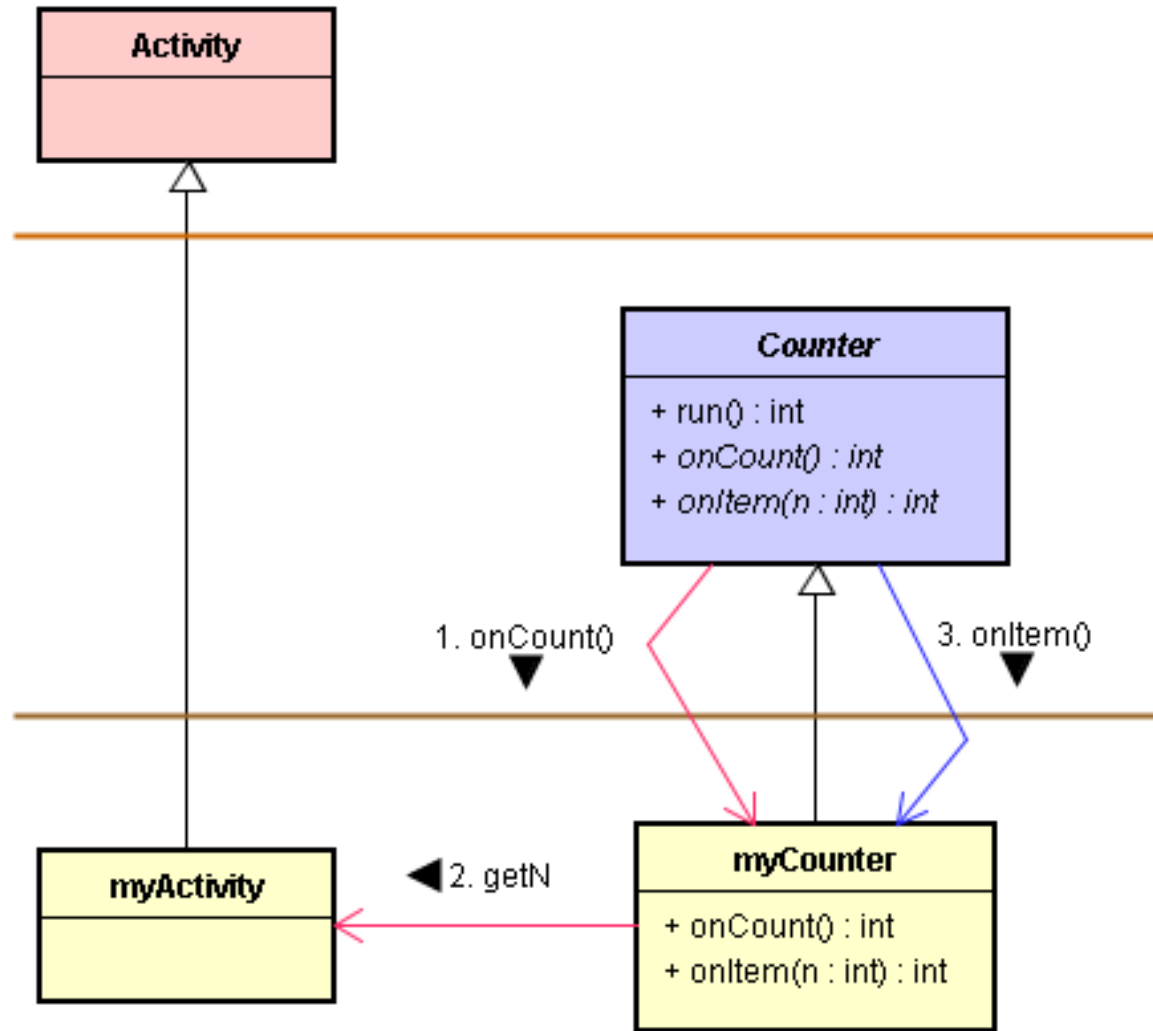 Activity
Counter
+ run() : int
+ onCount() : int
+ onItem(n : int) : int
1. onCount()
3. onItem()
myActivity
2. getN
myCounter
+ onCount() : int
+ onItem(n : int) : int